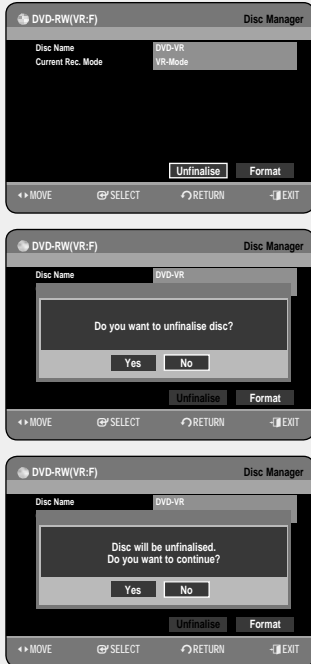 DVD-RW(VR:F) Disc Manager
Disc Name DVD-VR
Current Rec. Mode VR-Mode
Unfinalise Format
MOVE SELECT RETURN EXIT
DVD-RW(VR:F) Disc Manager
Disc Name DVD-VR
Do you want to unfinalise disc?
Yes No
Unfinalise Format
MOVE SELECT RETURN EXIT
DVD-RW(VR:F) Disc Manager
Disc Name DVD-VR
Disc will be unfinalised.
Do you want to continue?
Yes No
Unfinalise Format
MOVE SELECT RETURN EXIT